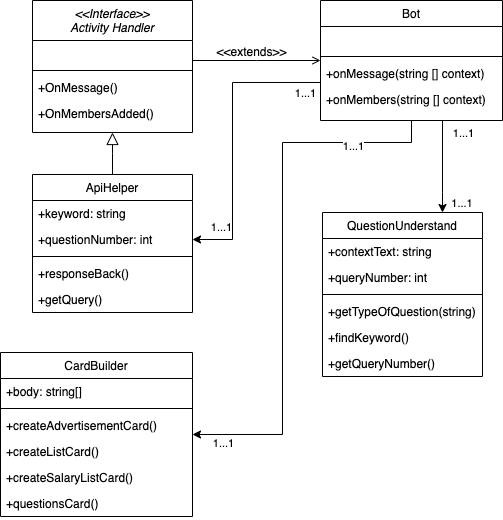 <<Interface>>
Activity Handler
+OnMessage()
+OnMembersAdded()
<<extends>>
Bot
+onMessage(string [] context)
+onMembers(string [] context)
1...1
1...1
1...1
1...1
1...1
ApiHelper
+keyword: string
+questionNumber: int
+responseBack()
+getQuery()
QuestionUnderstand
+contextText: string
+queryNumber: int
+getTypeOfQuestion(string)
+findKeyword()
+getQueryNumber()
CardBuilder
+body: string[]
+createAdvertisementCard()
+createListCard()
+createSalaryListCard()
+questionsCard()
1...1